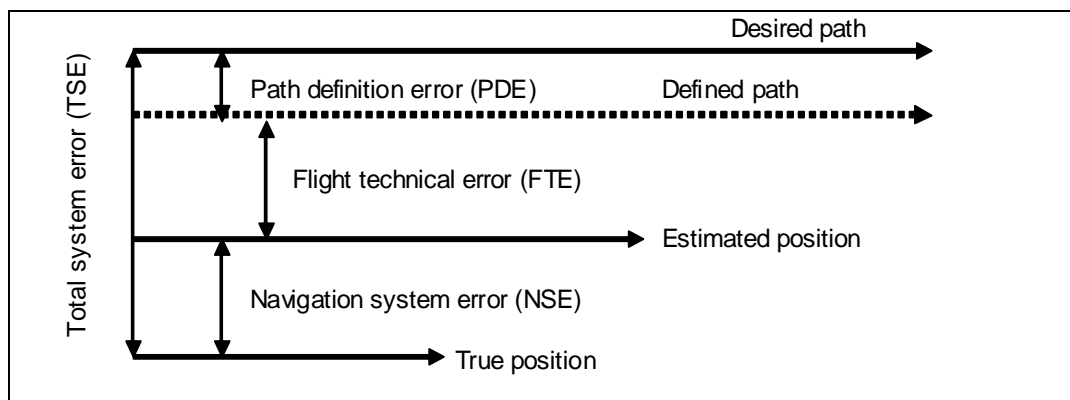 Desired path
Total system error (TSE)
Path definition error (PDE)
Defined path
Flight technical error (FTE)
Estimated position
Navigation system error (NSE)
True position